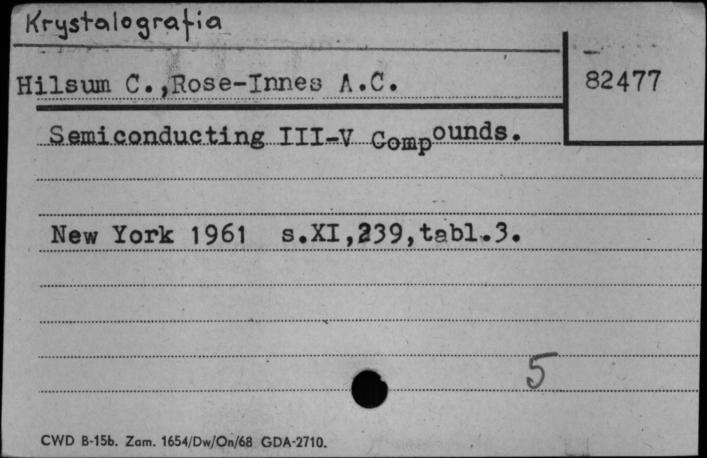 Krystalografia
Hilsum C.,Rose-Innes A.C.
82477
Semiconducting III-V Compounds.
New York 1961 s.XI,239,tabl.3.
5
CWD B-15b. Zam. 1654/Dw/On/68 GDA-2710.